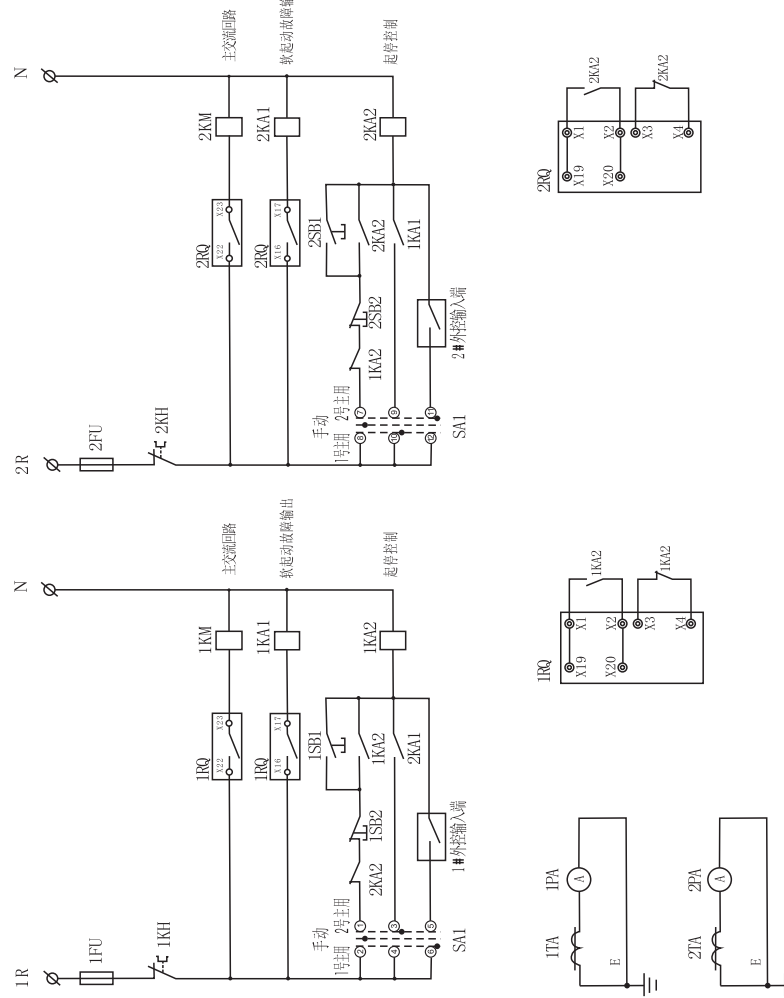 主交流回路
软起动故障输
起停控制
N
2KM
2KA1
2KA2
2RQ
X23
X22
2RQ
X17
X16
2SB1
2KA2
1KA1
2SB2
1KA2
2#外控输入端
手动
1号主用
2号主用
7
8
9
10
11
12
SA1
2R
2FU
2KH
2KA2
2KA2
2RQ
X1
X2
X3
X4
X19
X20
主交流回路
软起动故障输出
起停控制
N
1KM
1KA1
1KA2
1RQ
X23
X22
1RQ
X17
X16
1SB1
1KA2
2KA1
1SB2
2KA2
1#外控输入端
手动
1号主用
2号主用
1
2
3
4
5
6
SA1
1R
1FU
1KH
1KA2
1KA2
1RQ
X1
X2
X3
X4
X19
X20
1TA
1PA
A
E
2TA
2PA
A
E